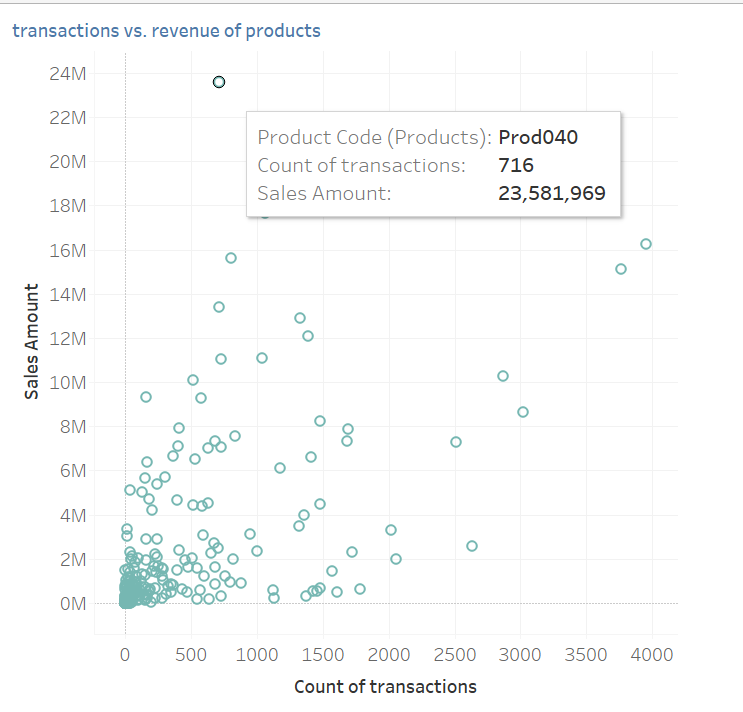 transactions vs. revenue of products
24M
22M
20M
18M
16M
14M
12M
10M
8M
6M
4M
2M
0M
Sales Amount
Product Code (Products): Prod040
Count of transactions: 716
Sales Amount: 23,581,969
0 500 1000 1500 2000 2500 3000 3500 4000
Count of transactions